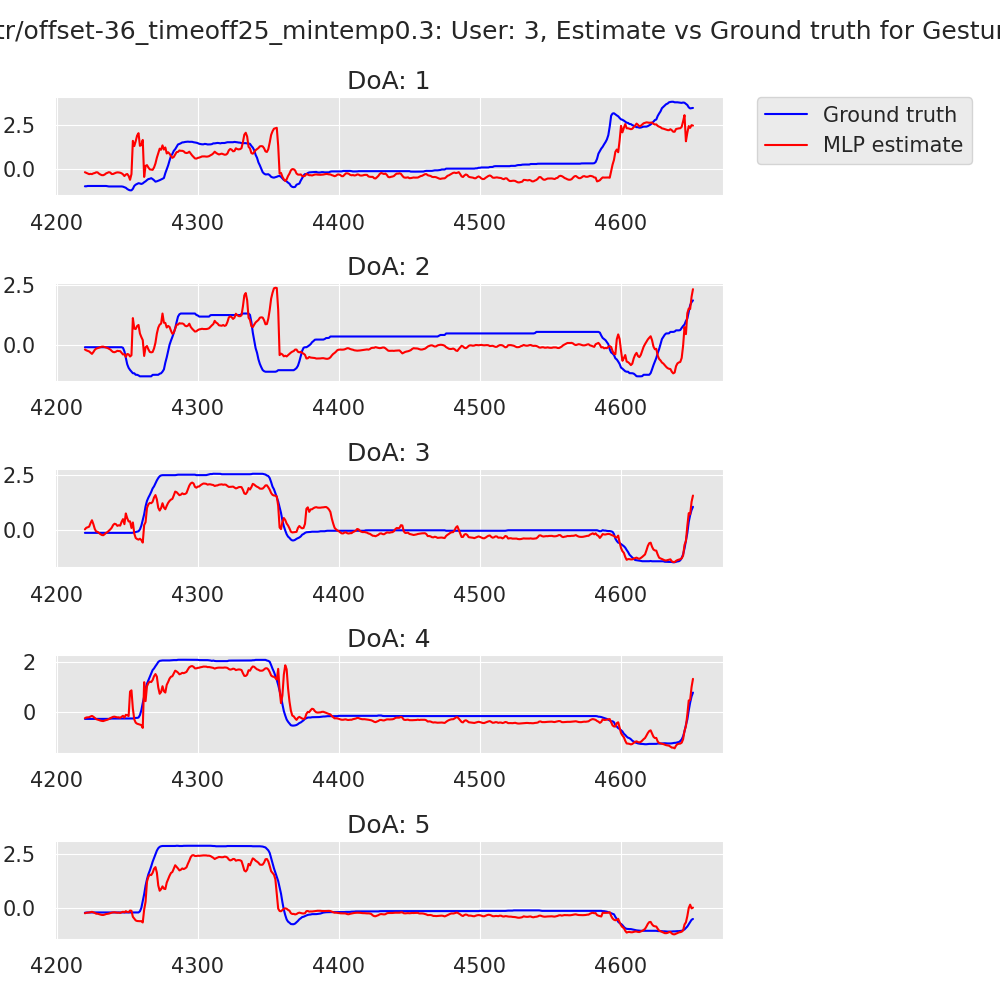 tr/offset-36_timeoff25_mintemp0.3: User: 3, Estimate vs Ground truth for Gestur
DoA: 1
Ground truth
MLP estimate
2.5
0.0
4200 4300 4400 4500 4600
DoA: 2
2.5
0.0
4200 4300 4400 4500 4600
DoA: 3
2.5
0.0
4200 4300 4400 4500 4600
DoA: 4
2
0
4200 4300 4400 4500 4600
DoA: 5
2.5
0.0
4200 4300 4400 4500 4600